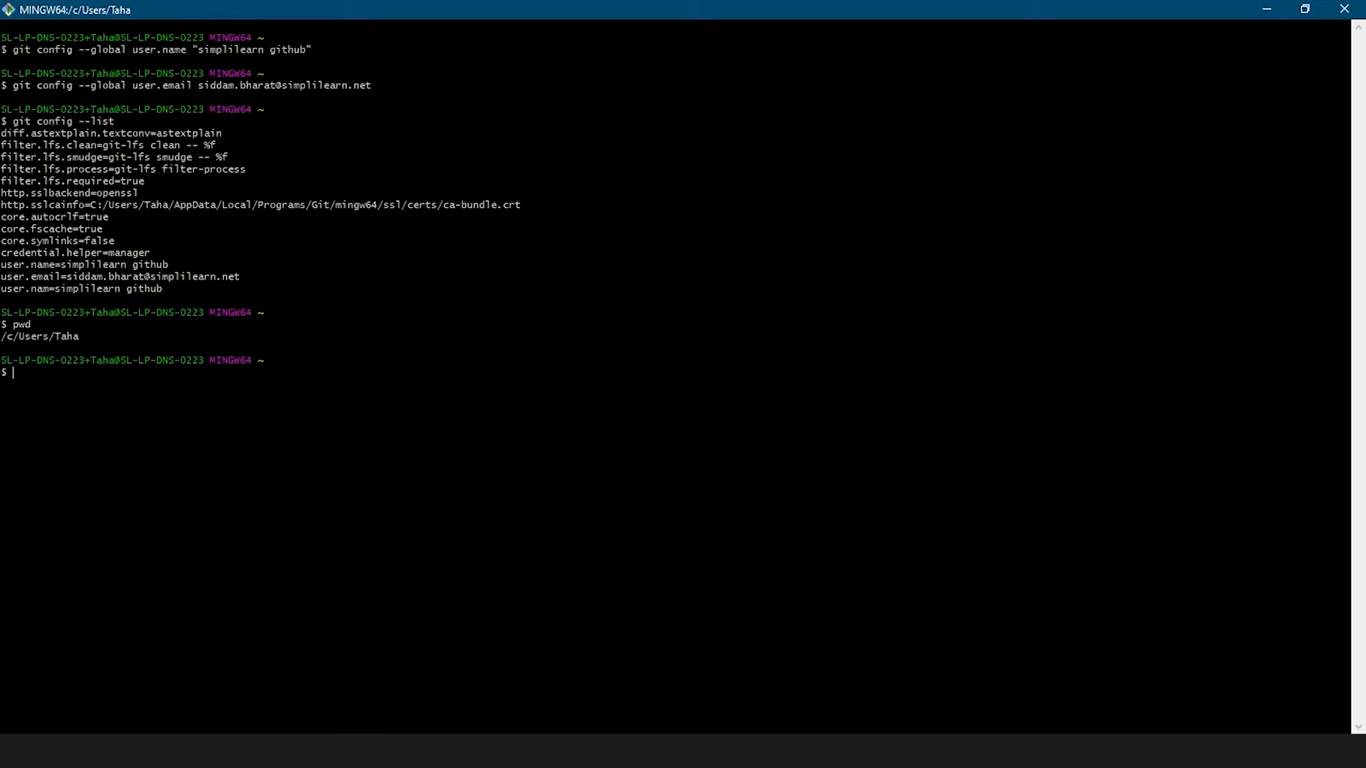 MINGW64:/c/Users/Taha
SL-LP-DNS-0223+Taha@SL-LP-DNS-0223 MINGW64 ~
$ git config --global user.name "simplilearn github"
SL-LP-DNS-0223+Taha@SL-LP-DNS-0223 MINGW64 ~
$ git config --global user.email siddam.bharat@simplilearn.net
SL-LP-DNS-0223+Taha@SL-LP-DNS-0223 MINGW64 ~
$ git config --list
diff.astextplain.textconv=astextplain
filter.lfs.clean=git-lfs clean -- %f
filter.lfs.smudge=git-lfs smudge -- %f
filter.lfs.process=git-lfs filter-process
filter.lfs.required=true
http.sslbackend=openssl
http.sslcainfo=C:/Users/Taha/AppData/Local/Programs/Git/mingw64/ssl/certs/ca-bundle.crt
core.autocrlf=true
core.fscache=true
core.symlinks=false
credential.helper=manager
user.name=simplilearn github
user.email=siddam.bharat@simplilearn.net
user.nam=simplilearn github
SL-LP-DNS-0223+Taha@SL-LP-DNS-0223 MINGW64 ~
$ pwd
/c/Users/Taha
SL-LP-DNS-0223+Taha@SL-LP-DNS-0223 MINGW64 ~
$